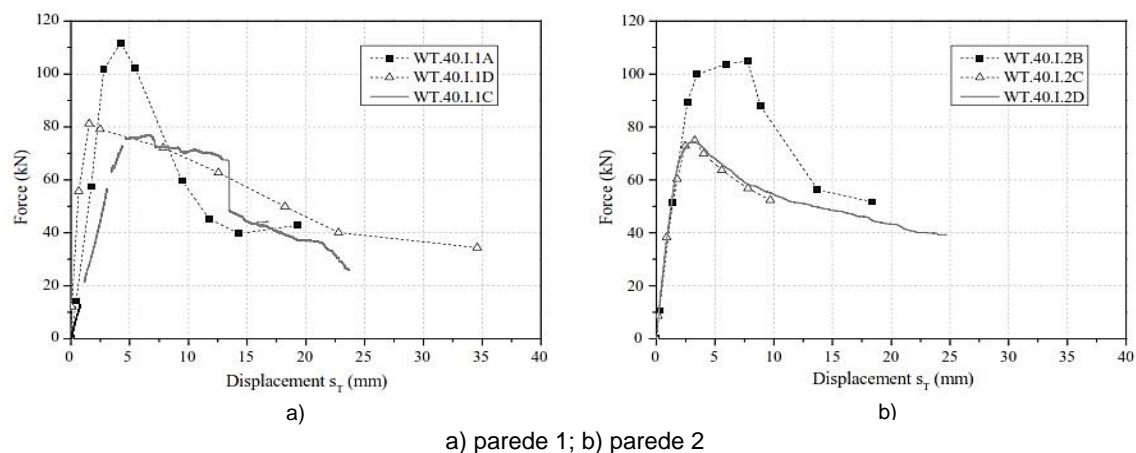 120
100
80
60
40
20
0
Force (kN)
0 5 10 15 20 25 30 35 40
Displacement s_T (mm)
WT.40.I.1A
WT.40.I.1D
WT.40.I.1C
a)
120
100
80
60
40
20
0
Force (kN)
0 5 10 15 20 25 30 35 40
Displacement s_T (mm)
WT.40.I.2B
WT.40.I.2C
WT.40.I.2D
b)
a) parede 1; b) parede 2